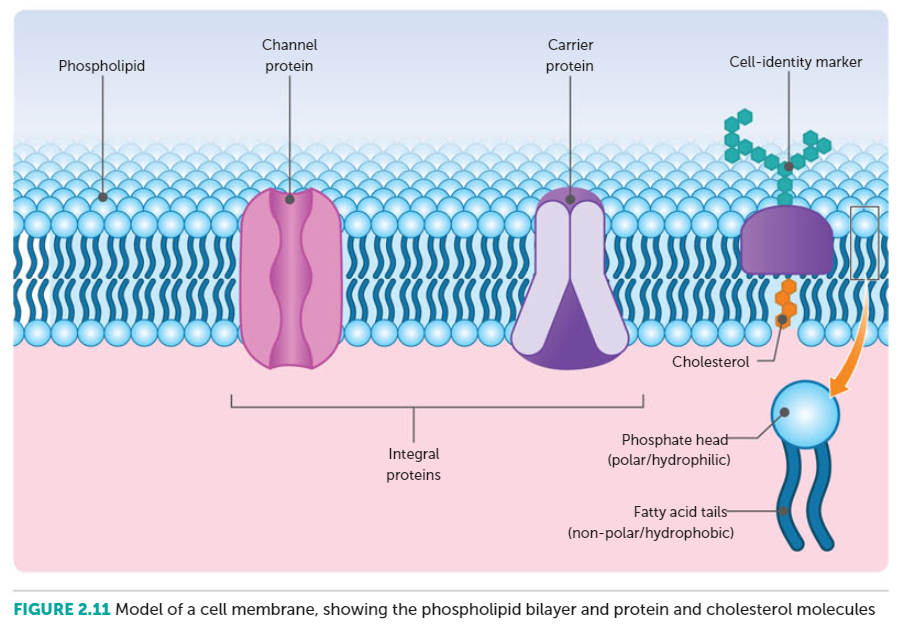 Phospholipid
Channel
protein
Carrier
protein
Cell-identity marker
Cholesterol
Integral
proteins
Phosphate head
(polar/hydrophilic)
Fatty acid tails
(non-polar/hydrophobic)
FIGURE 2.11 Model of a cell membrane, showing the phospholipid bilayer and protein and cholesterol molecules